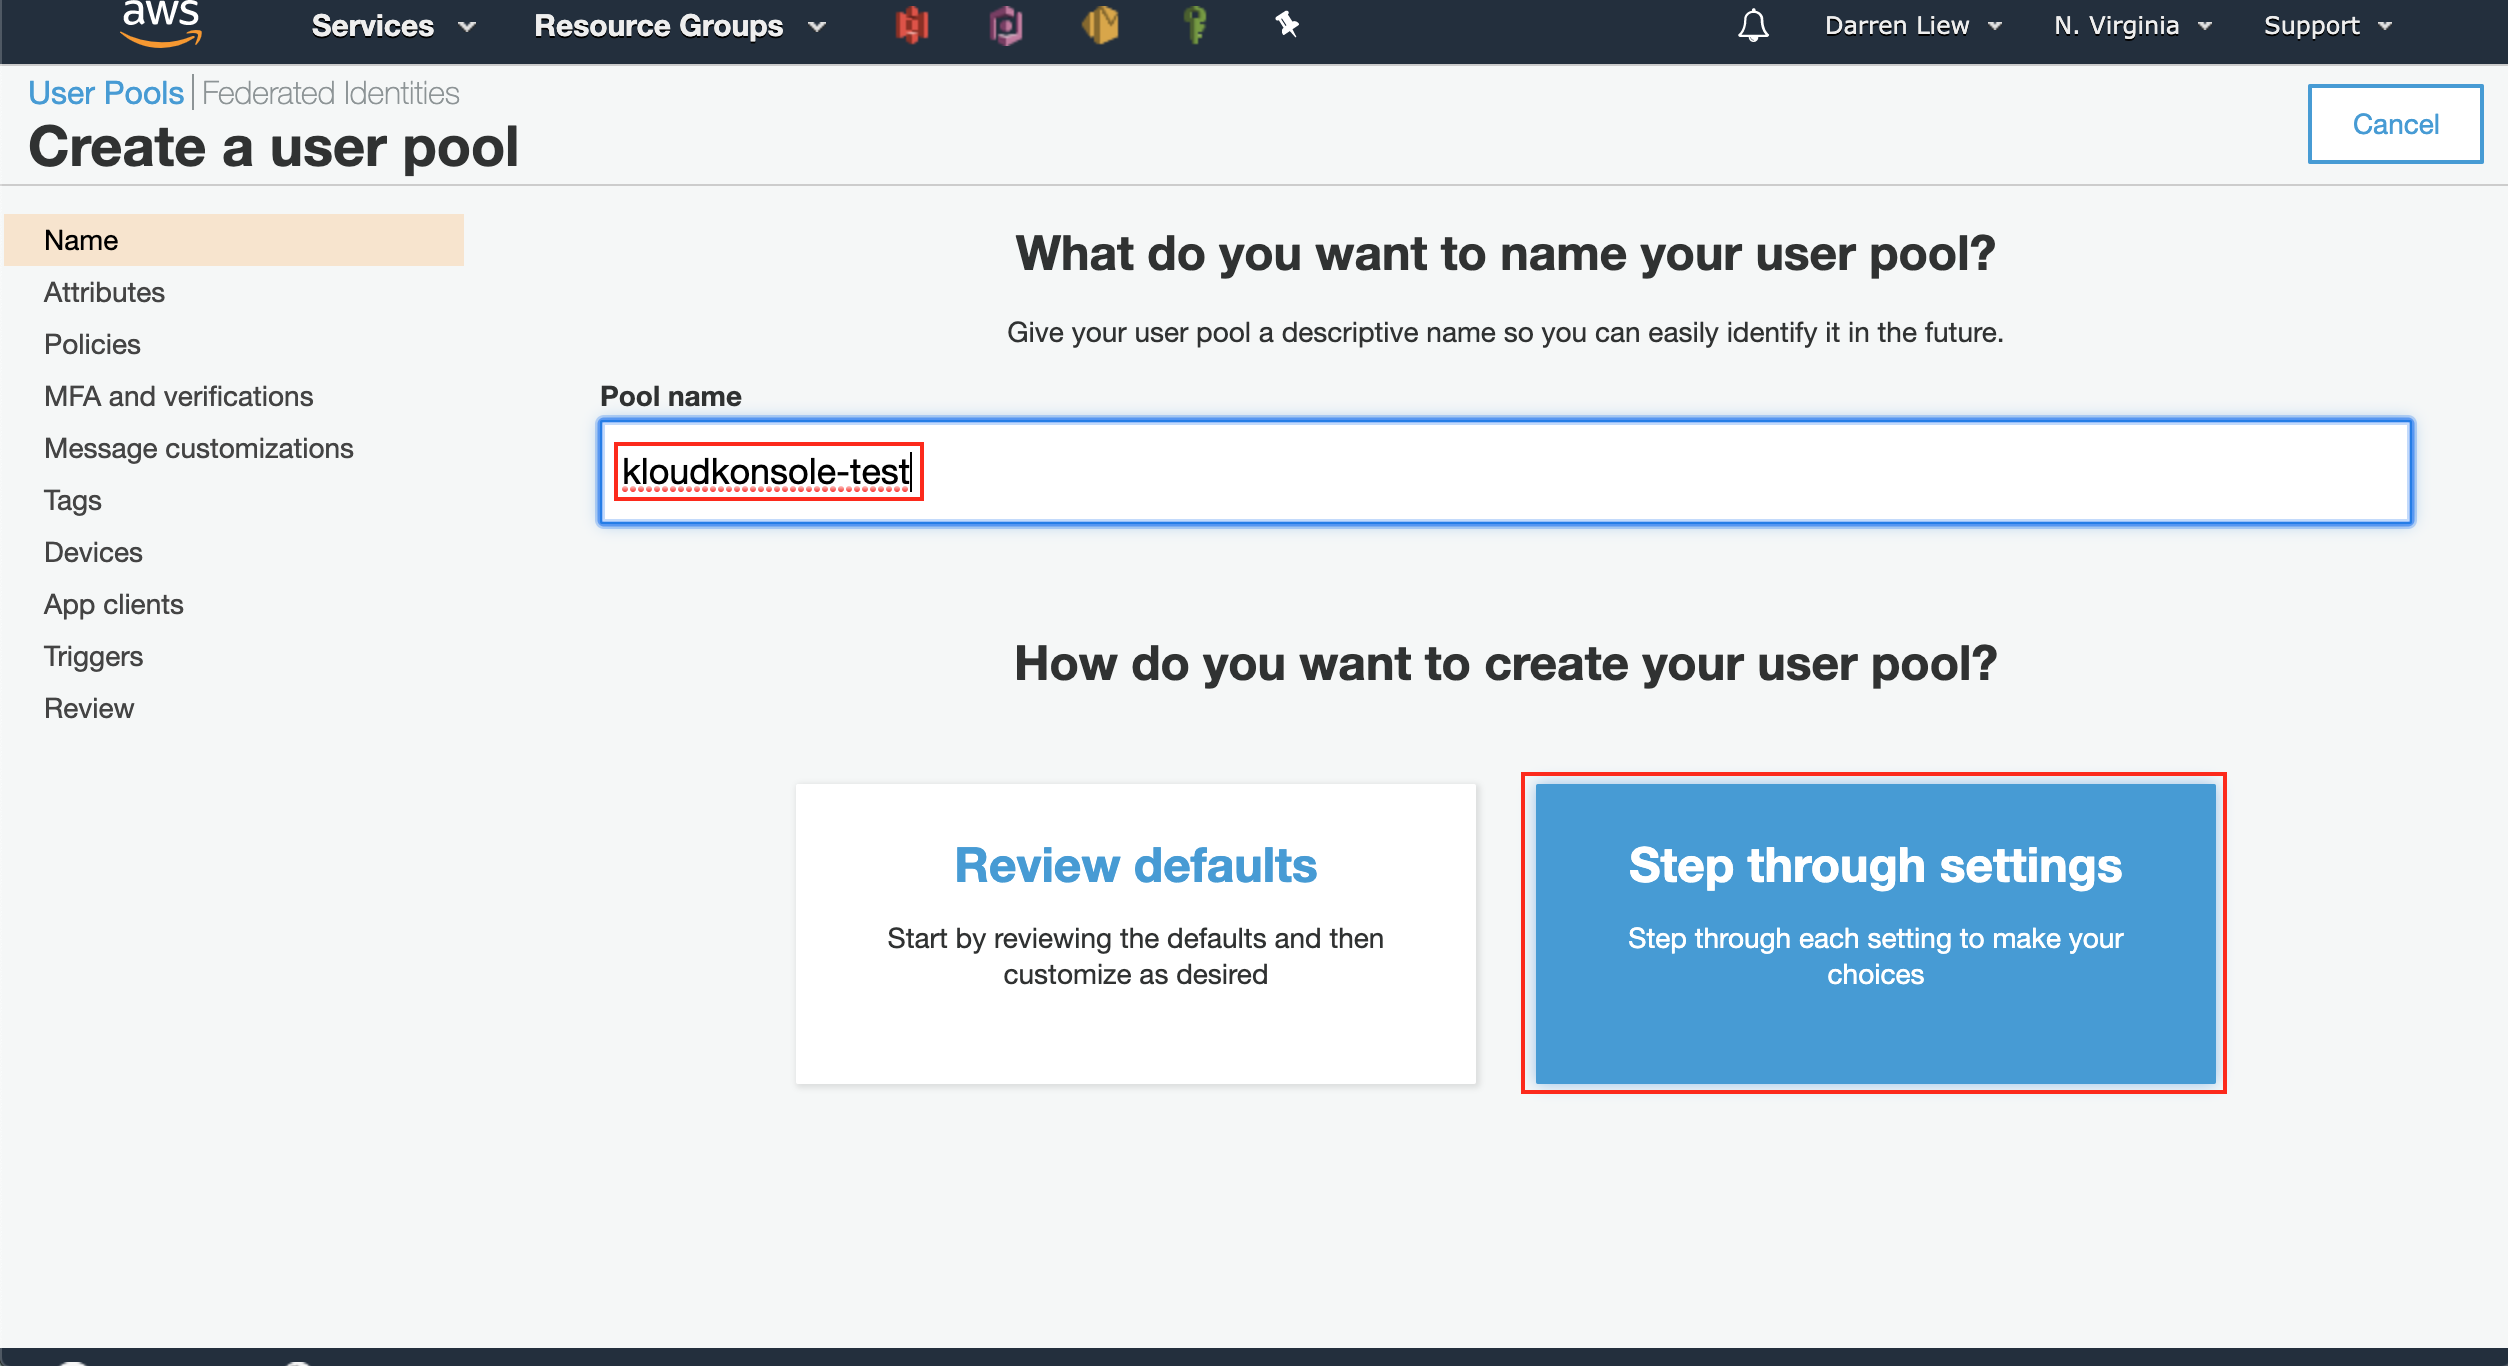 aws
Services
Resource Groups
Darren Liew
N. Virginia
Support
User Pools | Federated Identities
Create a user pool
Cancel
Name
Attributes
Policies
MFA and verifications
Message customizations
Tags
Devices
App clients
Triggers
Review
What do you want to name your user pool?
Give your user pool a descriptive name so you can easily identify it in the future.
Pool name
kloudkonsole-test
How do you want to create your user pool?
Review defaults
Start by reviewing the defaults and then
customize as desired
Step through settings
Step through each setting to make your
choices